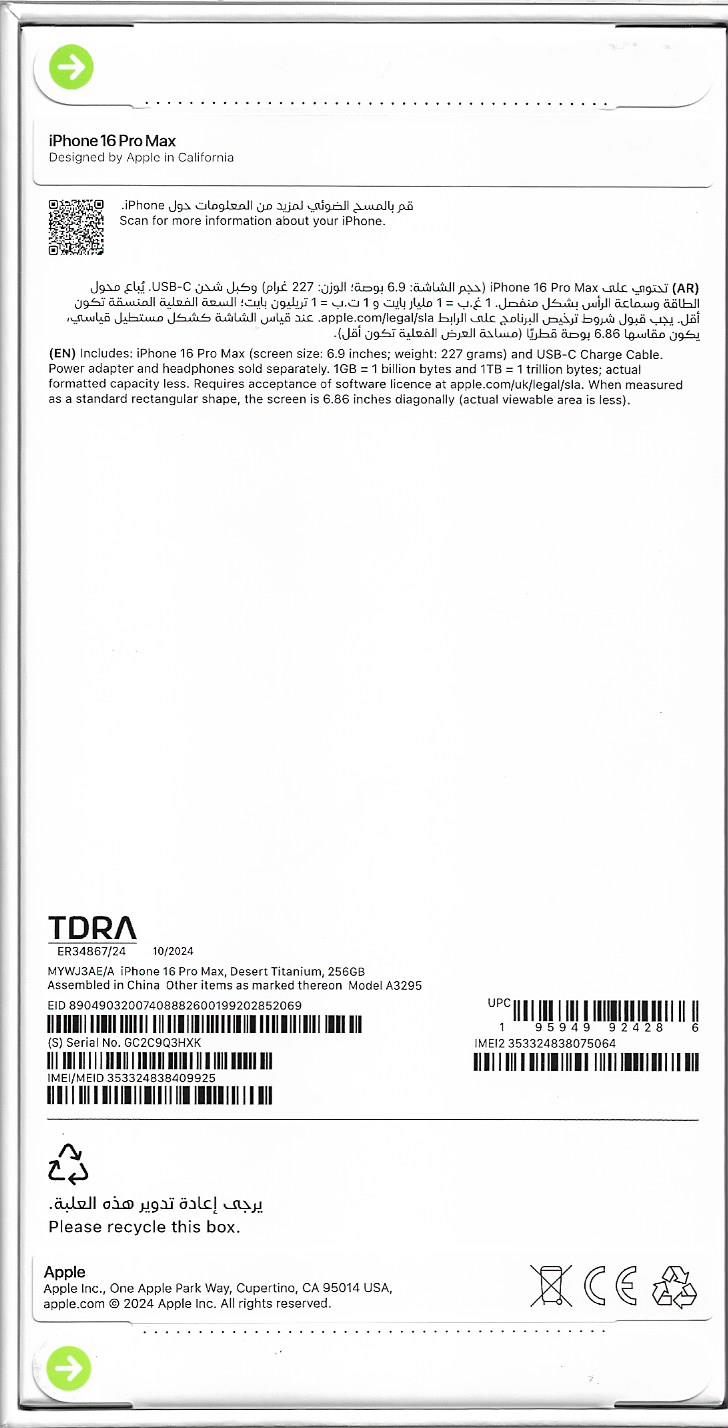 iPhone 16 Pro Max
Designed by Apple in California
قم بالمسح الضوئي لمزيد من المعلومات حول iPhone.
Scan for more information about your iPhone.
(AR) تحتوي على iPhone 16 Pro Max (حجم الشاشة: 6.9 بوصة؛ الوزن: 227 غرام) وكبل شحن USB-C. يُباع محول
الطاقة وسماعة الرأس بشكل منفصل. 1 غ.ب = 1 مليار بايت و 1 ت.ب = 1 تريليون بايت؛ السعة الفعلية المنسقة تكون
أقل. يجب قبول شروط ترخيص البرنامج على الرابط apple.com/legal/sla. عند قياس الشاشة كشكل مستطيل قياسي،
يكون مقاسها 6.86 بوصة قطريًا (مساحة العرض الفعلية تكون أقل).
(EN) Includes: iPhone 16 Pro Max (screen size: 6.9 inches; weight: 227 grams) and USB-C Charge Cable.
Power adapter and headphones sold separately. 1GB = 1 billion bytes and 1TB = 1 trillion bytes; actual
formatted capacity less. Requires acceptance of software licence at apple.com/uk/legal/sla. When measured
as a standard rectangular shape, the screen is 6.86 inches diagonally (actual viewable area is less).
TDRA
ER34867/24 10/2024
MYWJ3AE/A iPhone 16 Pro Max, Desert Titanium, 256GB
Assembled in China Other items as marked thereon Model A3295
EID 89049032007408882600199202852069
UPC
1 95949 92428 6
(S) Serial No. GC2C9Q3HXK
IMEI2 353324838075064
IMEI/MEID 353324838409925
يرجى إعادة تدوير هذه العلبة.
Please recycle this box.
Apple
Apple Inc., One Apple Park Way, Cupertino, CA 95014 USA,
apple.com © 2024 Apple Inc. All rights reserved.
CE